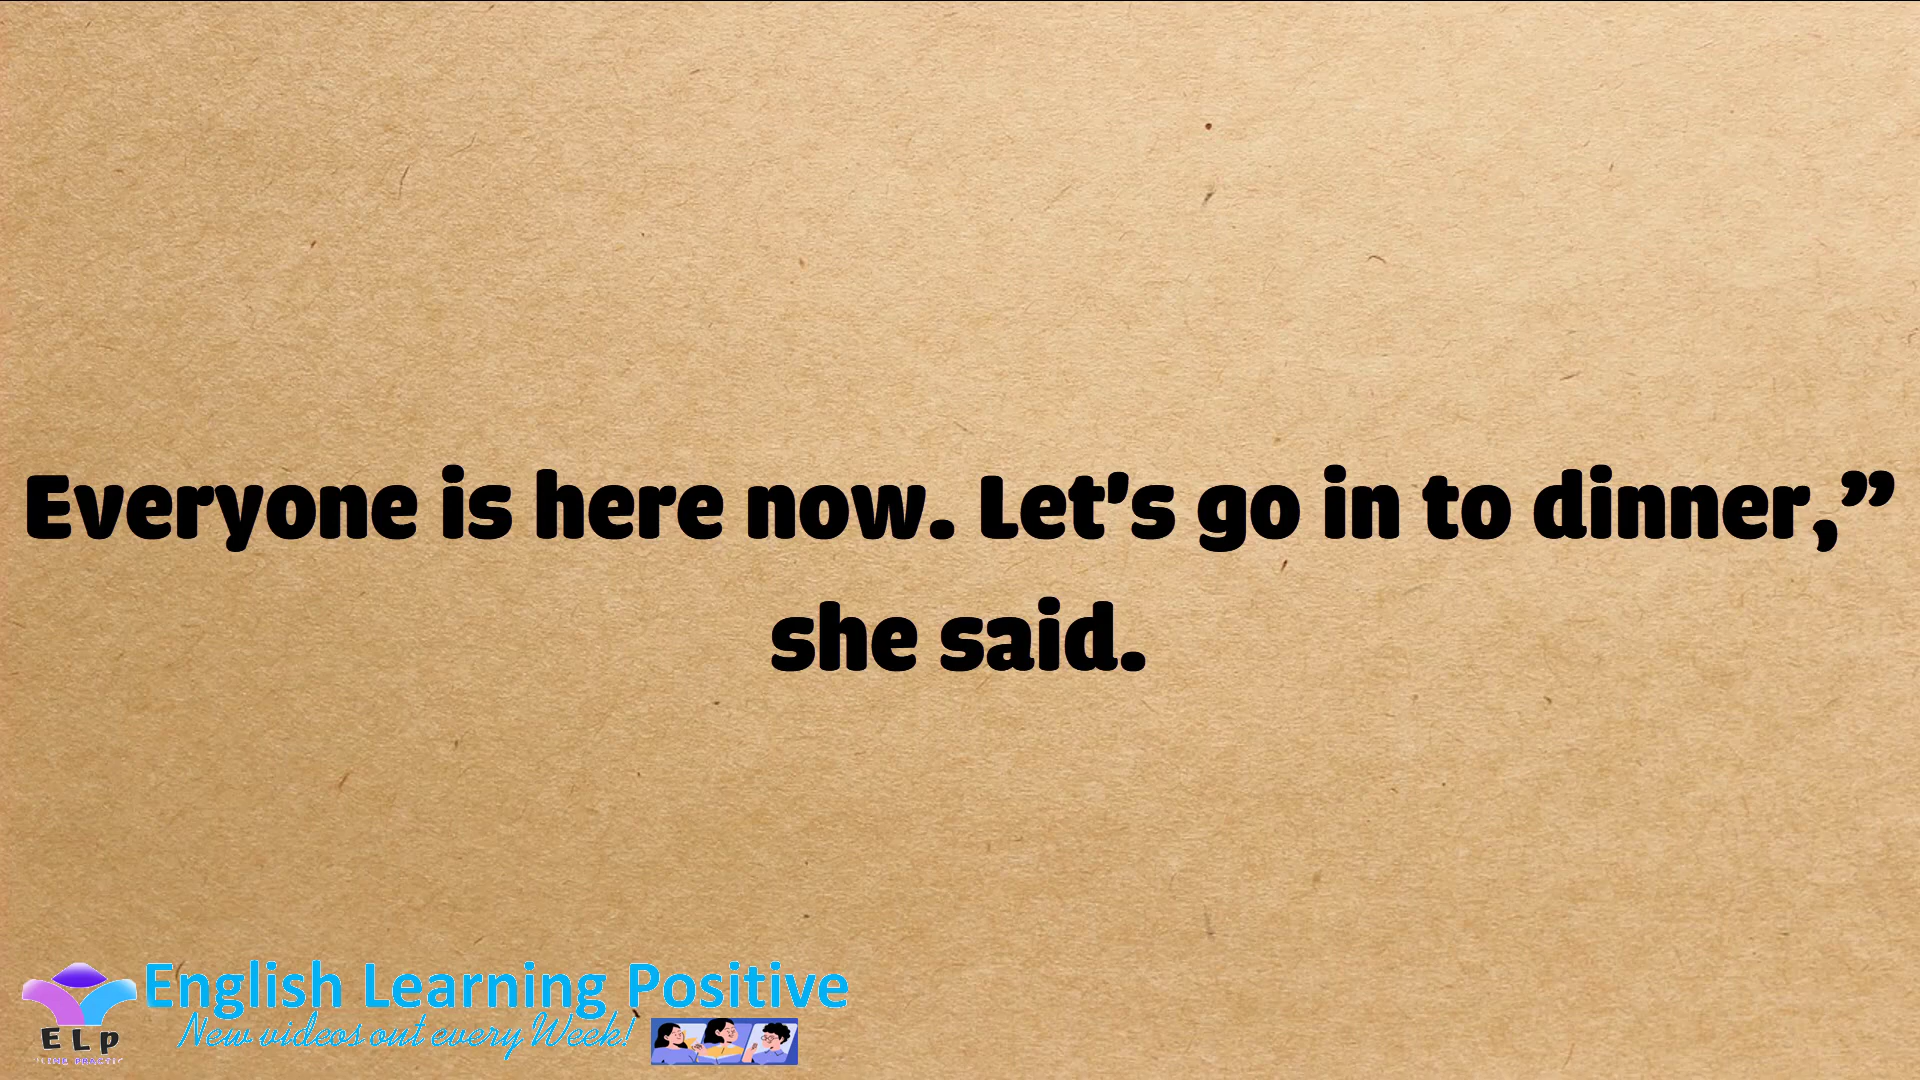 Everyone is here now. Let's go in to dinner,”
she said.
English Learning Positive
New videos out every Week!
ELP